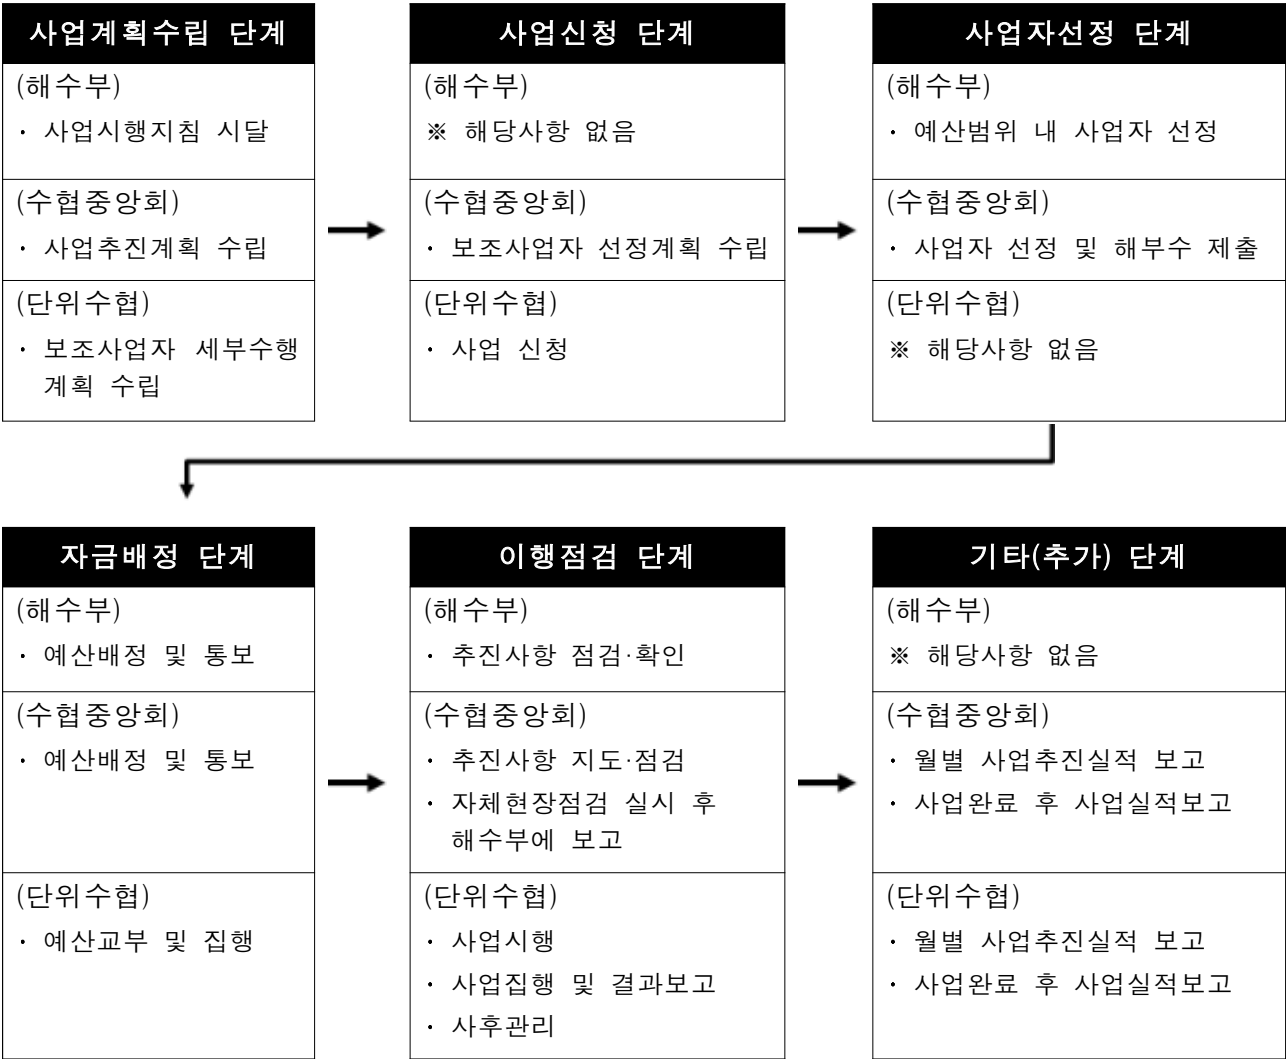 사업계획수립 단계
(해수부)
· 사업시행지침 시달
(수협중앙회)
· 사업추진계획 수립
(단위수협)
· 보조사업자 세부수행
계획 수립
사업신청 단계
(해수부)
※ 해당사항 없음
(수협중앙회)
· 보조사업자 선정계획 수립
(단위수협)
· 사업 신청
사업자선정 단계
(해수부)
· 예산범위 내 사업자 선정
(수협중앙회)
· 사업자 선정 및 해부수 제출
(단위수협)
※ 해당사항 없음
자금배정 단계
(해수부)
· 예산배정 및 통보
(수협중앙회)
· 예산배정 및 통보
(단위수협)
· 예산교부 및 집행
이행점검 단계
(해수부)
· 추진사항 점검·확인
(수협중앙회)
· 추진사항 지도·점검
· 자체현장점검 실시 후
해수부에 보고
(단위수협)
· 사업시행
· 사업집행 및 결과보고
· 사후관리
기타(추가) 단계
(해수부)
※ 해당사항 없음
(수협중앙회)
· 월별 사업추진실적 보고
· 사업완료 후 사업실적보고
(단위수협)
· 월별 사업추진실적 보고
· 사업완료 후 사업실적보고